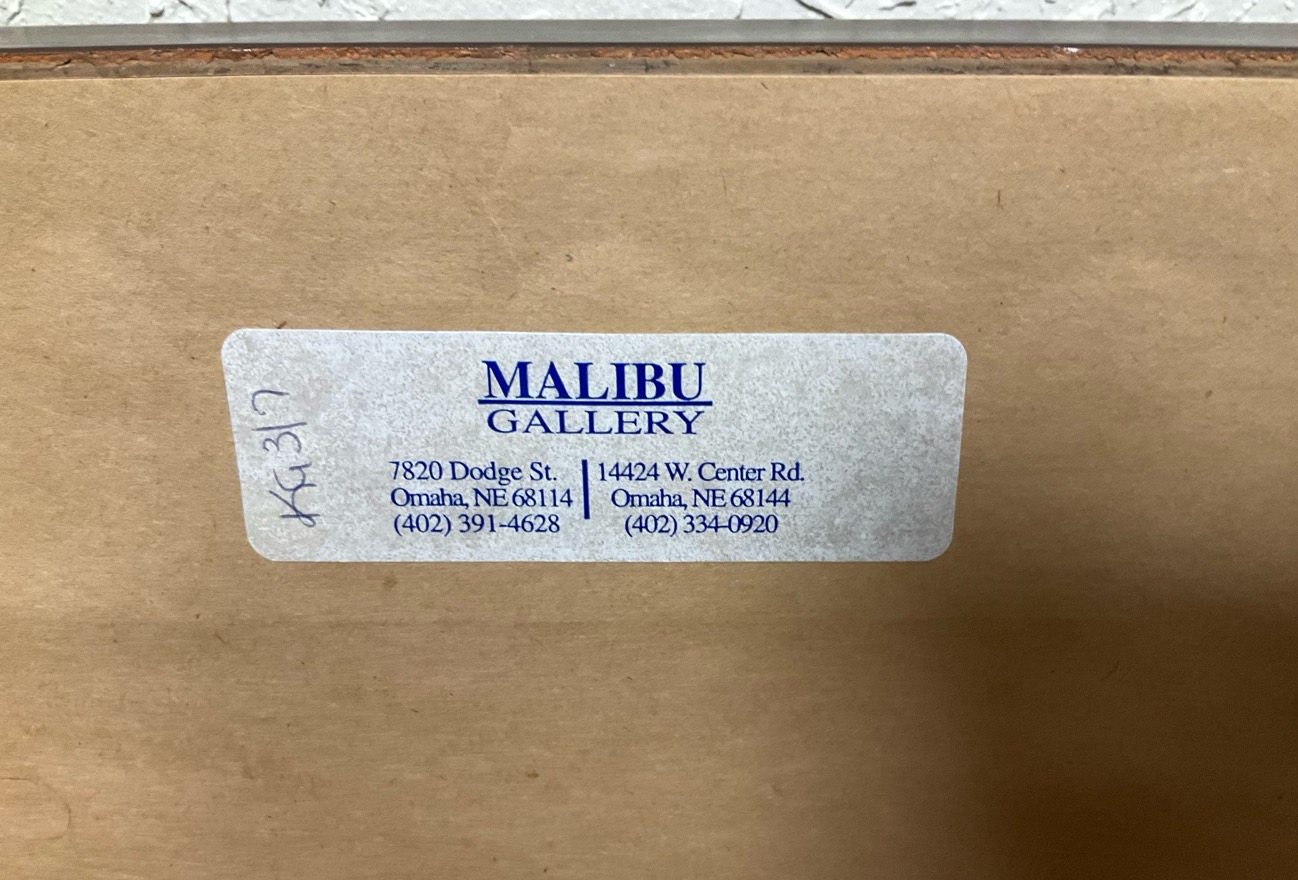 MALIBU
GALLERY
7820 Dodge St.
Omaha, NE 68114
(402) 391-4628
14424 W. Center Rd.
Omaha, NE 68144
(402) 334-0920